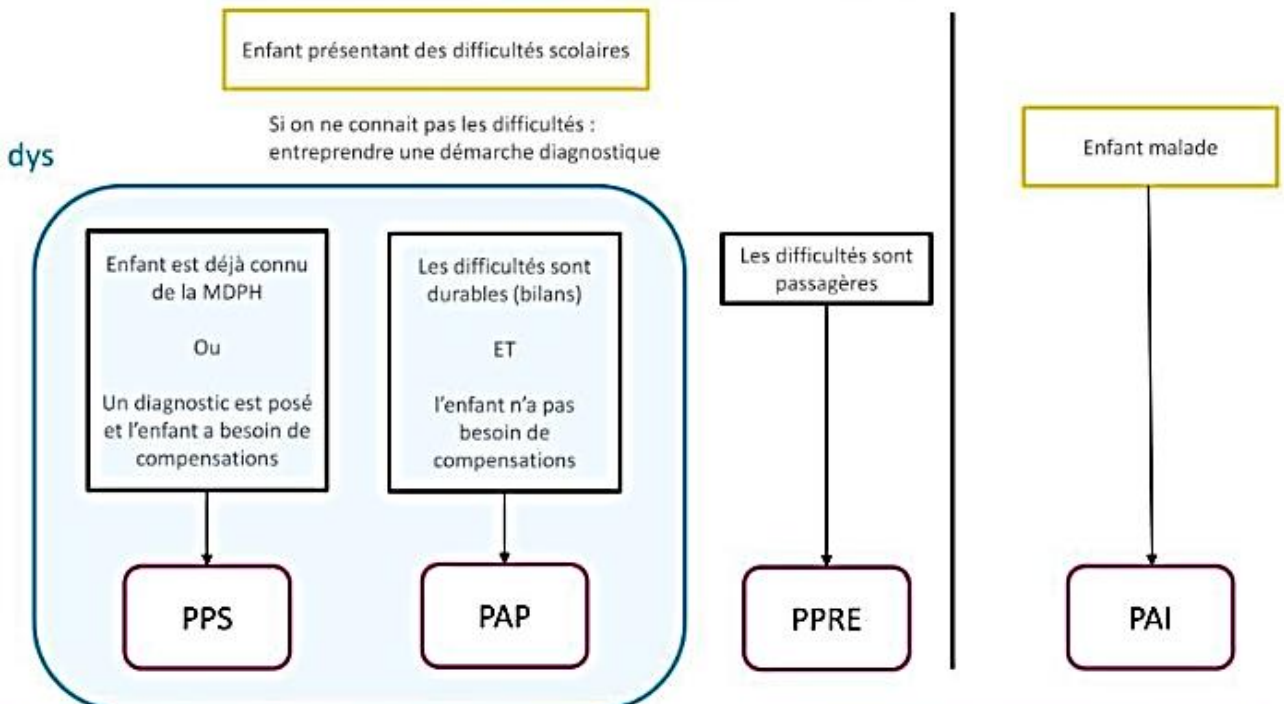 Enfant présentant des difficultés scolaires
Si on ne connait pas les difficultés :
entreprendre une démarche diagnostique
dys
Enfant est déjà connu
de la MDPH
Ou
Un diagnostic est posé
et l'enfant a besoin de
compensations
PPS
Les difficultés sont
durables (bilans)
ET
l'enfant n'a pas
besoin de
compensations
PAP
Les difficultés sont
passagères
PPRE
Enfant malade
PAI